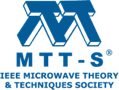 MTT-S®
IEEE MICROWAVE THEORY
& TECHNIQUES SOCIETY